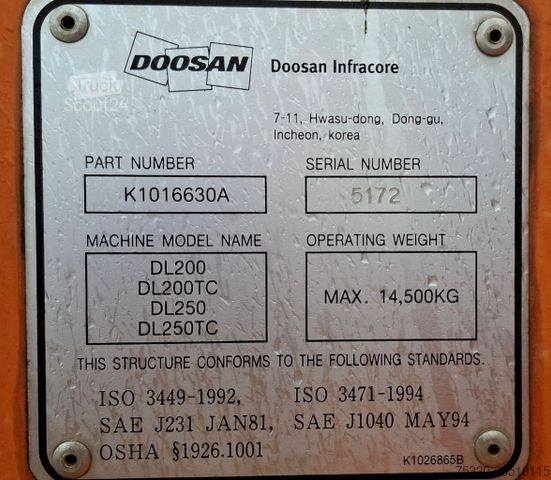 DOOSAN Doosan Infracore
Truck
Scout24
7-11, Hwasu-dong, Dong-gu,
Incheon, korea
PART NUMBER SERIAL NUMBER
K1016630A 5172
MACHINE MODEL NAME OPERATING WEIGHT
DL200
DL200TC
DL250
DL250TC
MAX. 14,500KG
THIS STRUCTURE CONFORMS TO THE FOLLOWING STANDARDS.
ISO 3449-1992, ISO 3471-1994
SAE J231 JAN81, SAE J1040 MAY94
OSHA §1926.1001
K1026865B